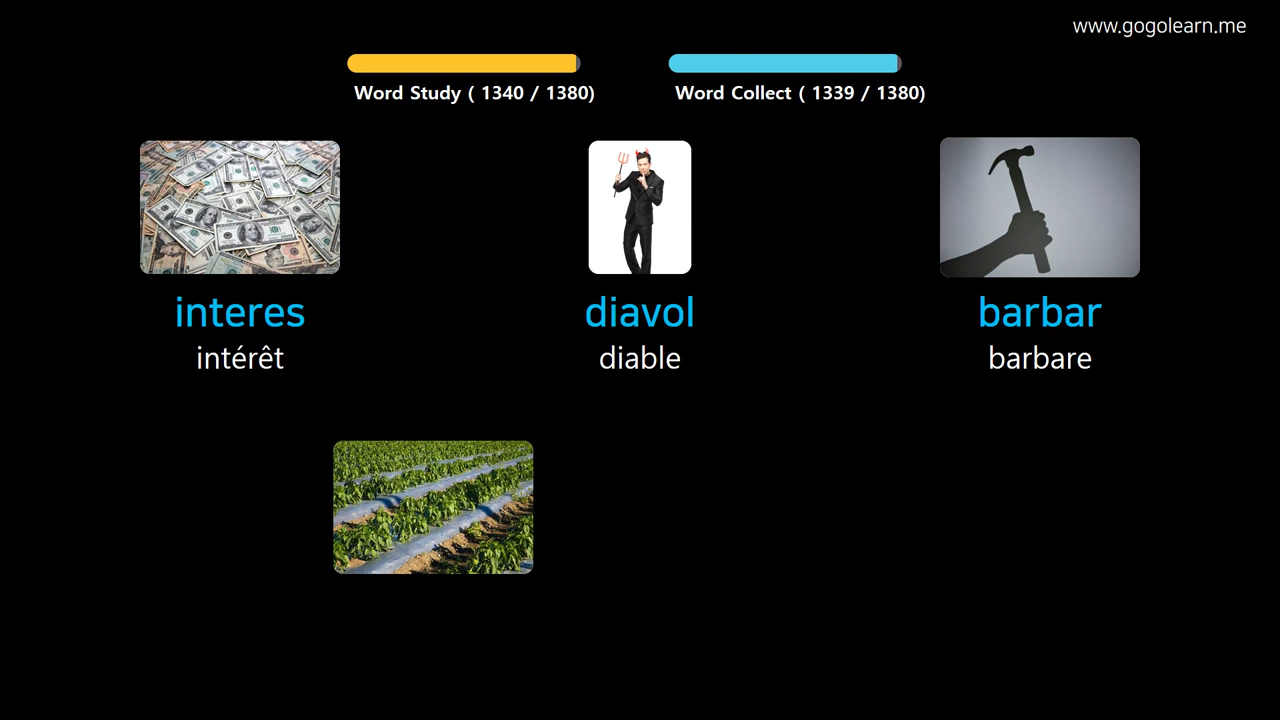 www.gogolearn.me
Word Study ( 1340 / 1380)
Word Collect ( 1339 / 1380)
interes
intérêt
diavol
diable
barbar
barbare